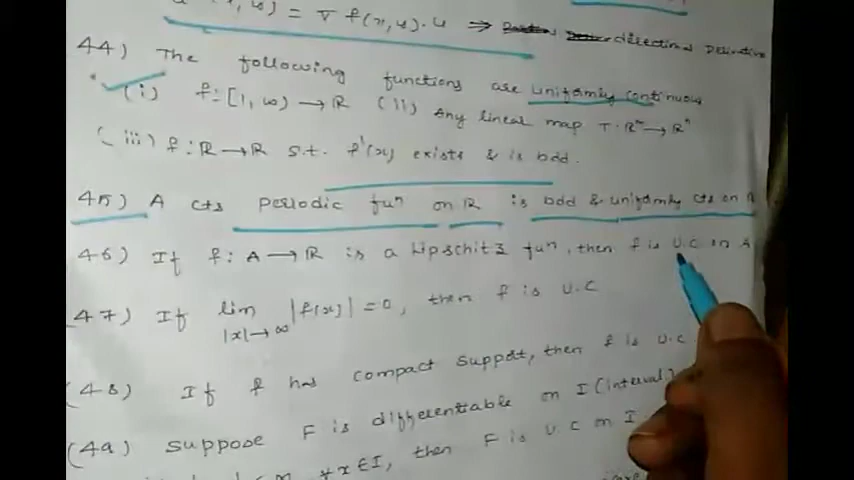 = ∇ f(x, y) · u ⇒ directional Derivative
44) The following functions are uniformly continuous
(i) f: [1, ∞) → R (ii) Any linear map T: Rⁿ → Rⁿ
(iii) f: R → R s.t. f'(x) exists & is bdd.
45) A cts periodic funⁿ on R is bdd & uniformly cts on R
46) If f: A → R is a Lipschitz funⁿ, then f is U.C on
47) If lim |x|→∞ |f(x)| = 0, then f is U.C
(48) If f has compact support, then f is U.C
(49) Suppose F is differentiable on I (interval)
∀x ∈ I, then F is U C on I